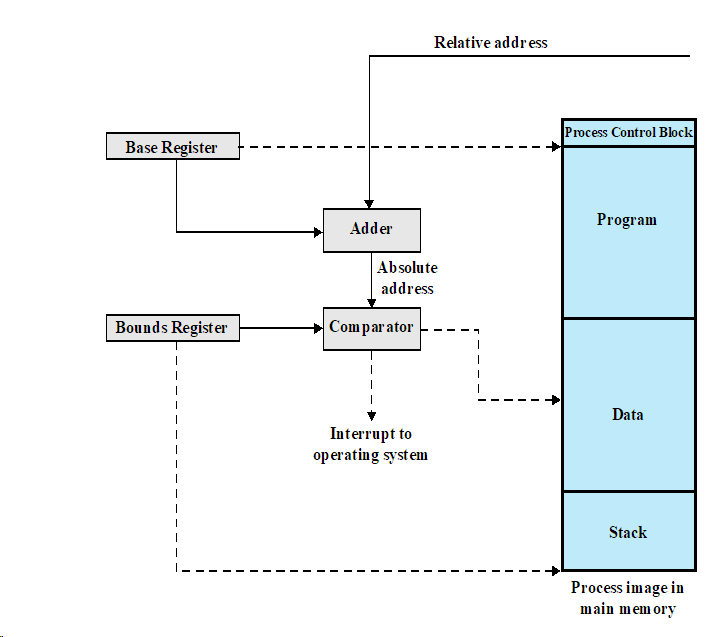 Relative address
Process Control Block
Base Register
Program
Adder
Absolute
address
Bounds Register
Comparator
Data
Interrupt to
operating system
Stack
Process image in
main memory